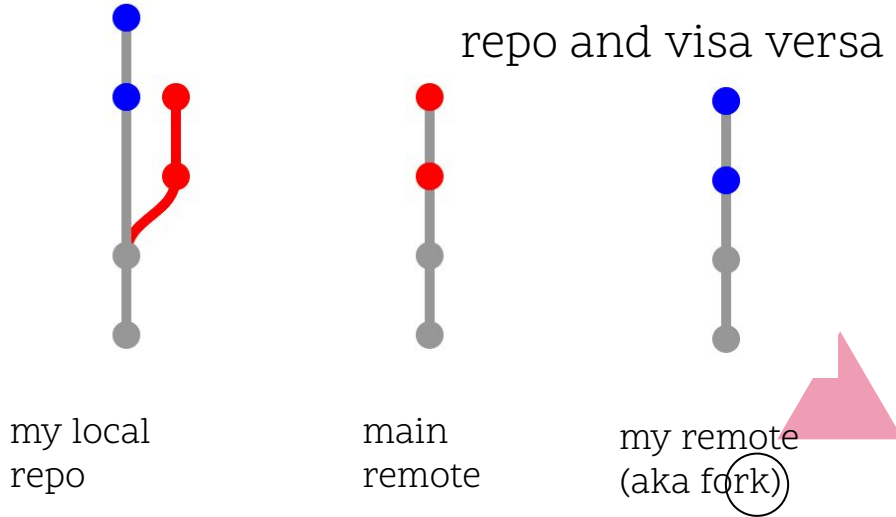 repo and visa versa
my local
repo
main
remote
my remote
(aka fork)